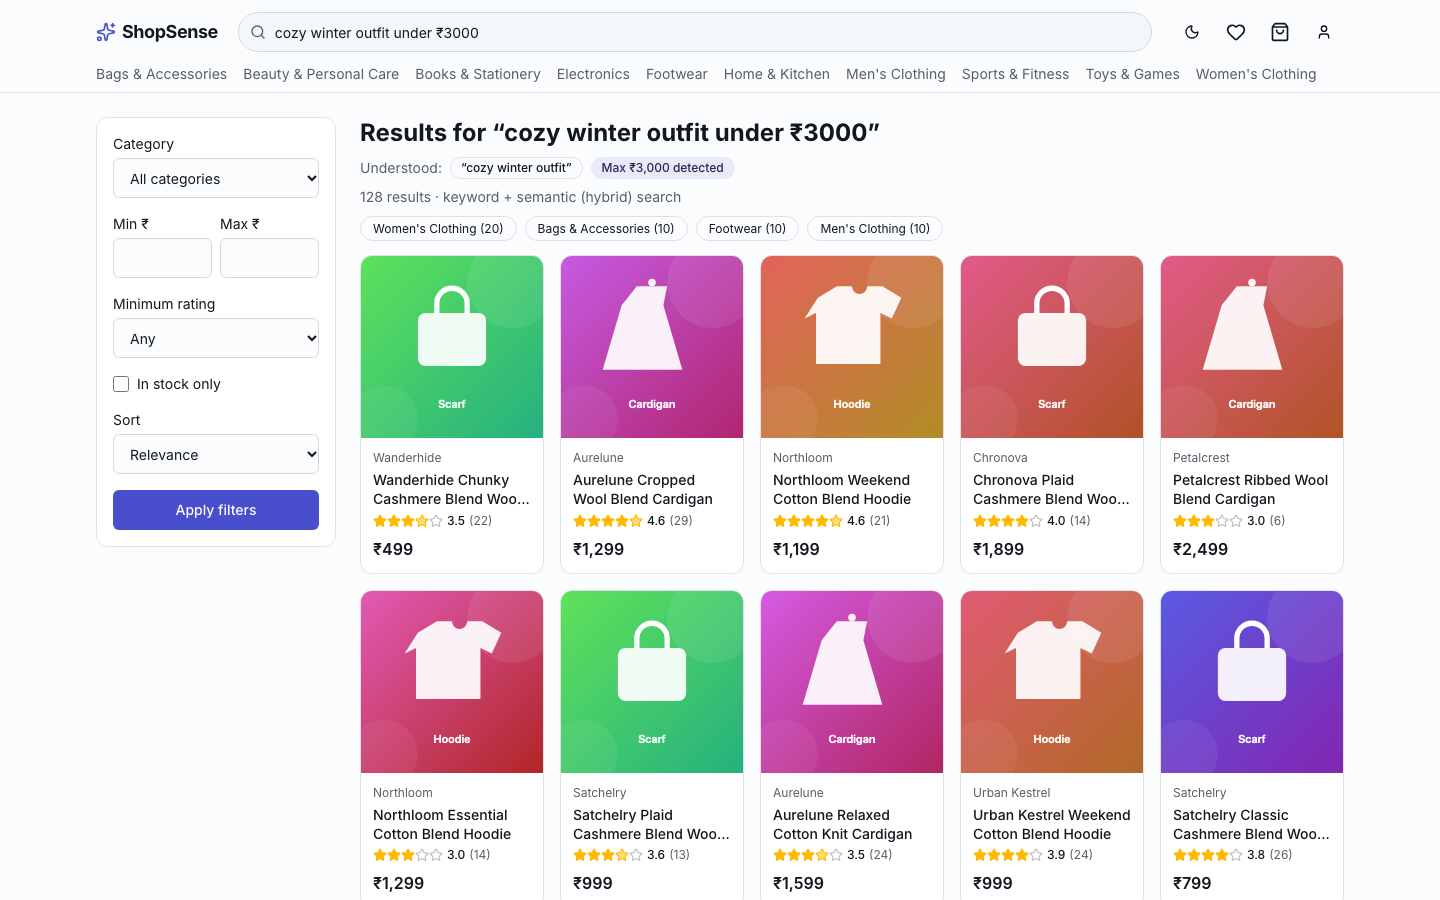 ShopSense
cozy winter outfit under ₹3000
Bags & Accessories
Beauty & Personal Care
Books & Stationery
Electronics
Footwear
Home & Kitchen
Men's Clothing
Sports & Fitness
Toys & Games
Women's Clothing
Category
All categories
Min ₹
Max ₹
Minimum rating
Any
In stock only
Sort
Relevance
Apply filters
Results for “cozy winter outfit under ₹3000”
Understood: “cozy winter outfit” Max ₹3,000 detected
128 results · keyword + semantic (hybrid) search
Women's Clothing (20)
Bags & Accessories (10)
Footwear (10)
Men's Clothing (10)
Scarf
Wanderhide
Wanderhide Chunky
Cashmere Blend Woo...
3.5 (22)
₹499
Cardigan
Aurelune
Aurelune Cropped
Wool Blend Cardigan
4.6 (29)
₹1,299
Hoodie
Northloom
Northloom Weekend
Cotton Blend Hoodie
4.6 (21)
₹1,199
Scarf
Chronova
Chronova Plaid
Cashmere Blend Woo...
4.0 (14)
₹1,899
Cardigan
Petalcrest
Petalcrest Ribbed Wool
Blend Cardigan
3.0 (6)
₹2,499
Hoodie
Northloom
Northloom Essential
Cotton Blend Hoodie
3.0 (14)
₹1,299
Scarf
Satchelry
Satchelry Plaid
Cashmere Blend Woo...
3.6 (13)
₹999
Cardigan
Aurelune
Aurelune Relaxed
Cotton Knit Cardigan
3.5 (24)
₹1,599
Hoodie
Urban Kestrel
Urban Kestrel Weekend
Cotton Blend Hoodie
3.9 (24)
₹999
Scarf
Satchelry
Satchelry Classic
Cashmere Blend Woo...
3.8 (26)
₹799